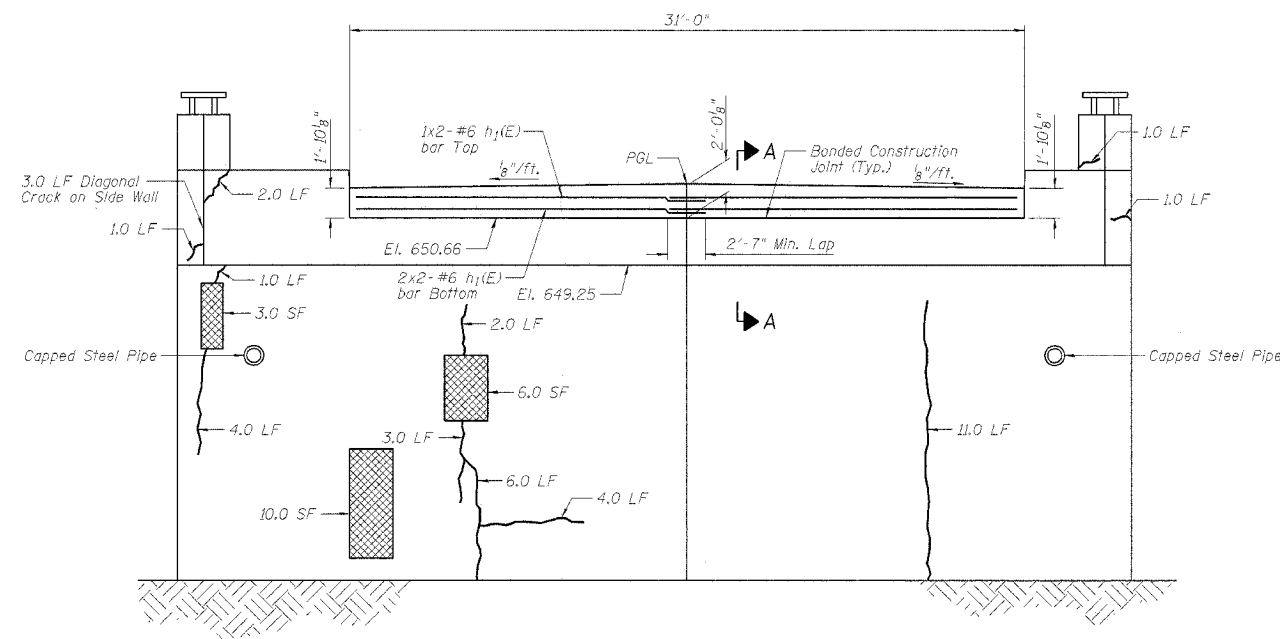 31'-0"
1'-10⅛"
1x2-#6 h₁(E)
bar Top
⅛"/ft.
PGL
2'-0⅛"
A
Bonded Construction
Joint (Typ.)
⅛"/ft.
1'-10⅛"
1.0 LF
3.0 LF Diagonal
Crack on Side Wall
2.0 LF
1.0 LF
1.0 LF
El. 650.66
2'-7" Min. Lap
1.0 LF
2x2-#6 h₁(E)
bar Bottom
El. 649.25
3.0 SF
2.0 LF
A
Capped Steel Pipe
Capped Steel Pipe
6.0 SF
4.0 LF
3.0 LF
11.0 LF
6.0 LF
4.0 LF
10.0 SF